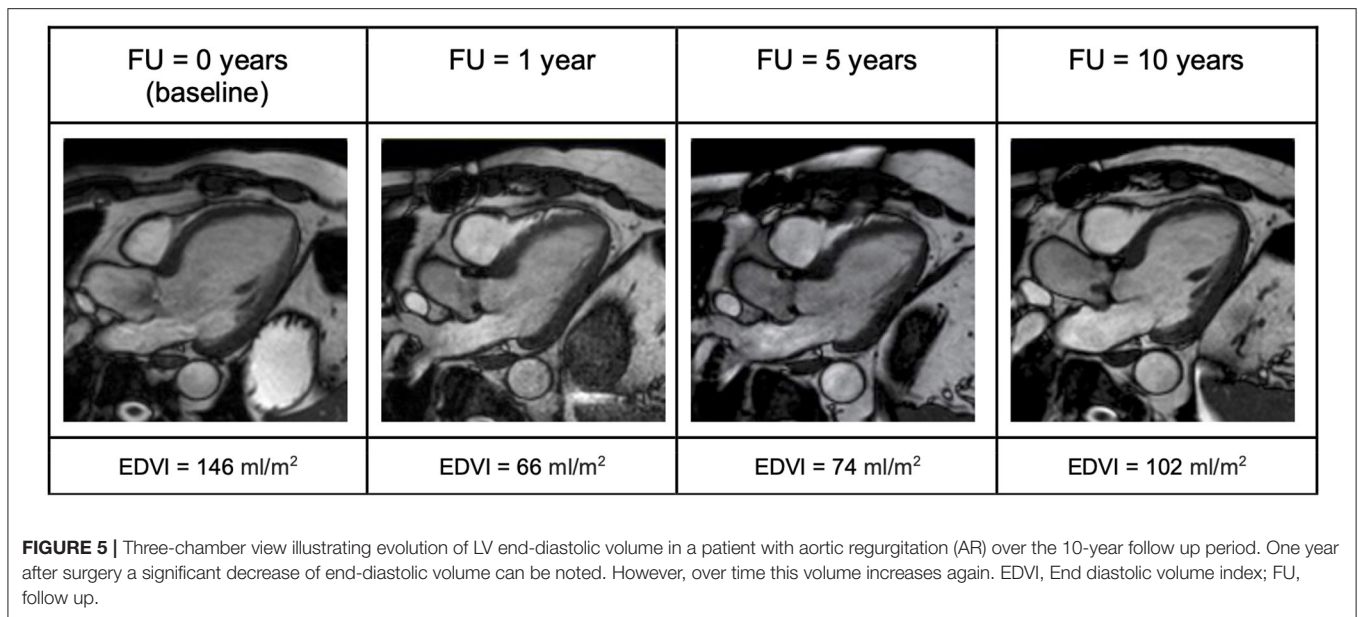 FU = 0 years
(baseline)
FU = 1 year
FU = 5 years
FU = 10 years
EDVI = 146 ml/m²
EDVI = 66 ml/m²
EDVI = 74 ml/m²
EDVI = 102 ml/m²
FIGURE 5 | Three-chamber view illustrating evolution of LV end-diastolic volume in a patient with aortic regurgitation (AR) over the 10-year follow up period. One year
after surgery a significant decrease of end-diastolic volume can be noted. However, over time this volume increases again. EDVI, End diastolic volume index; FU,
follow up.